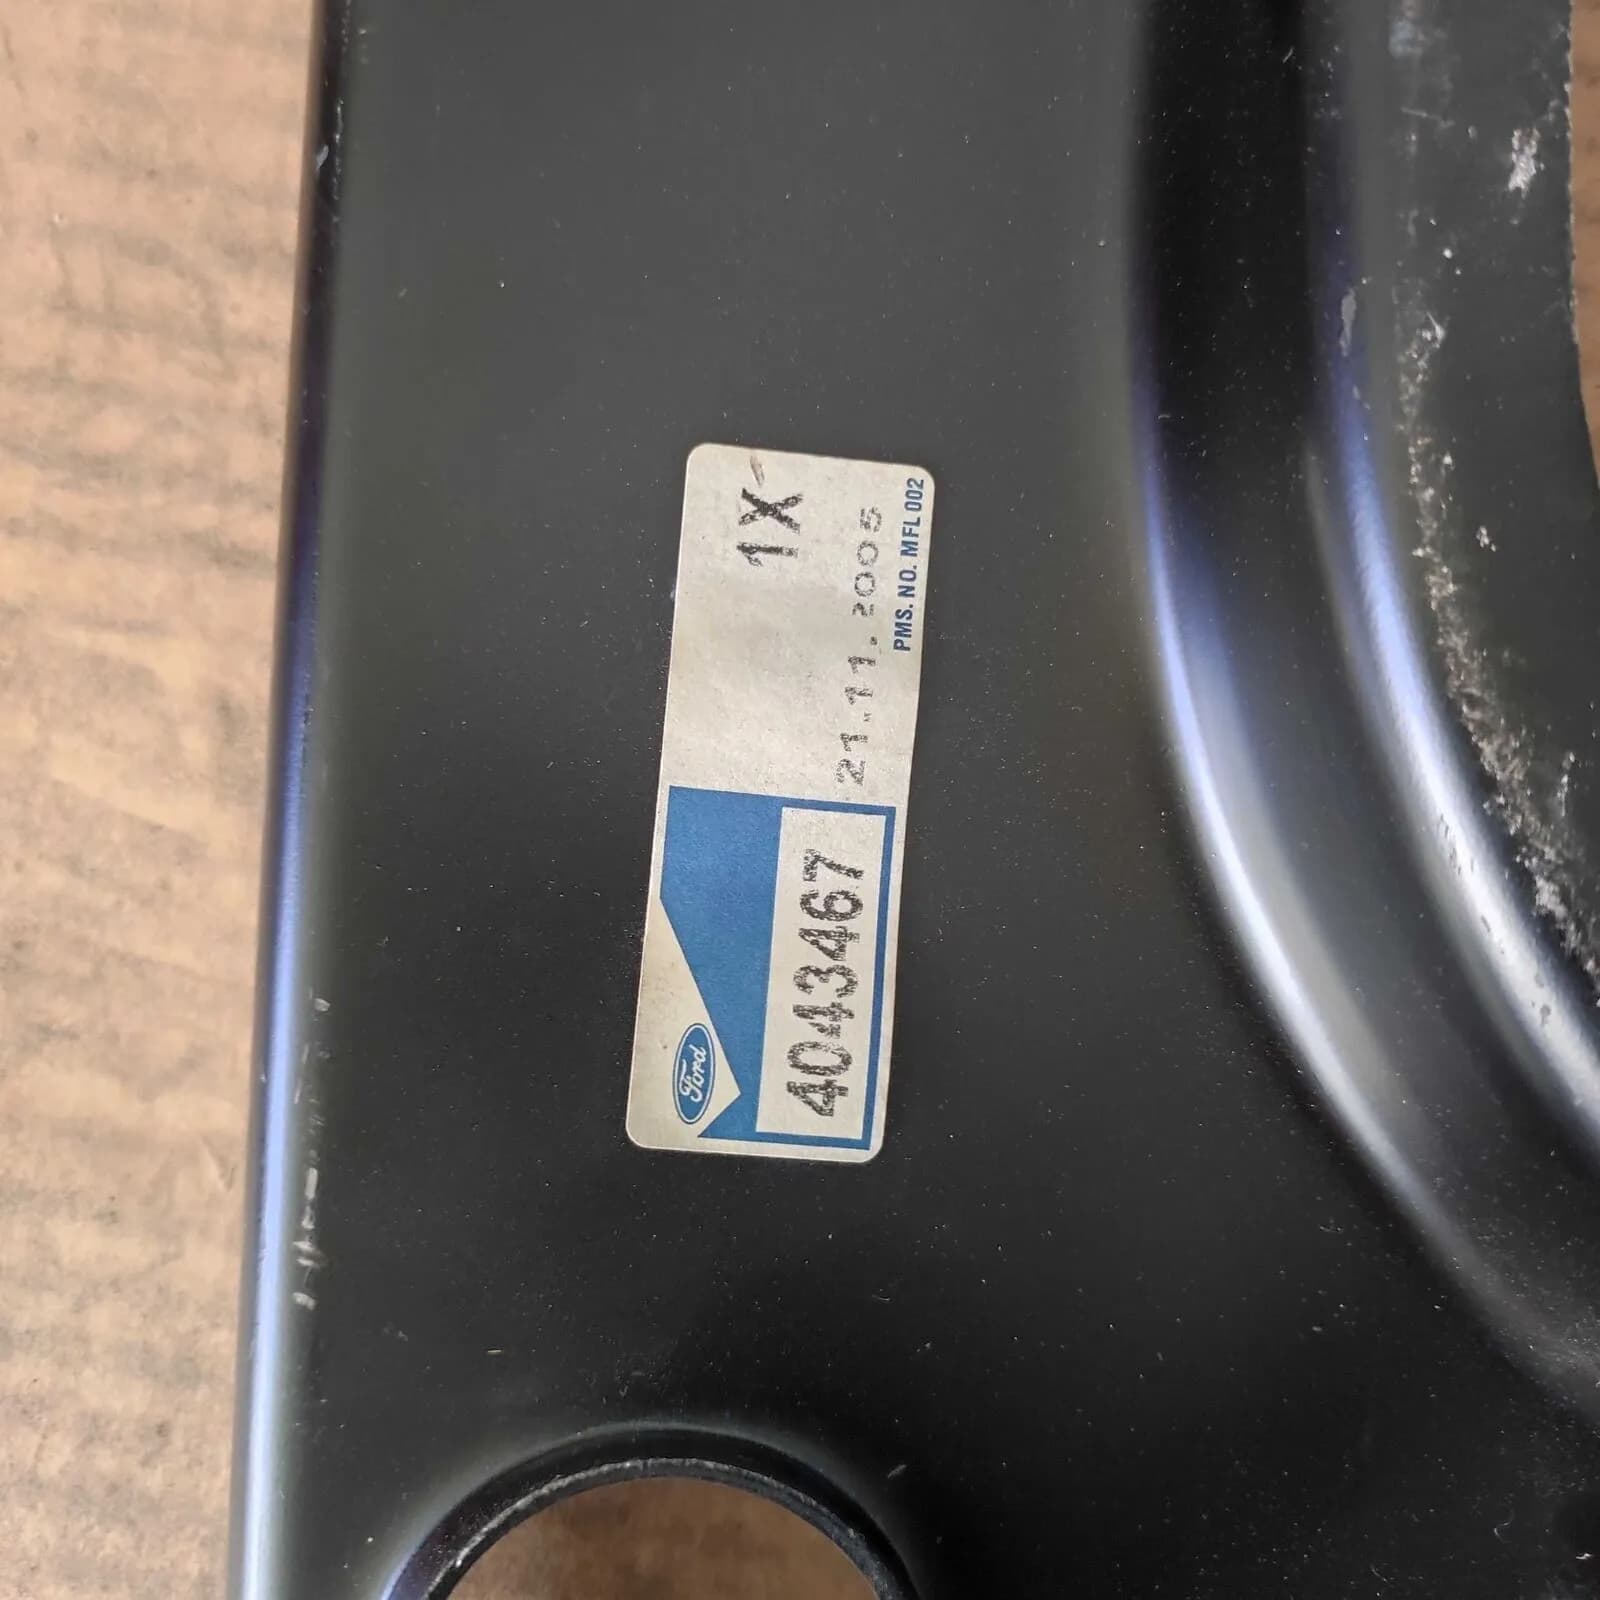 Ford
4043467
1X
21.11.2005
PMS. NO. MFL 002